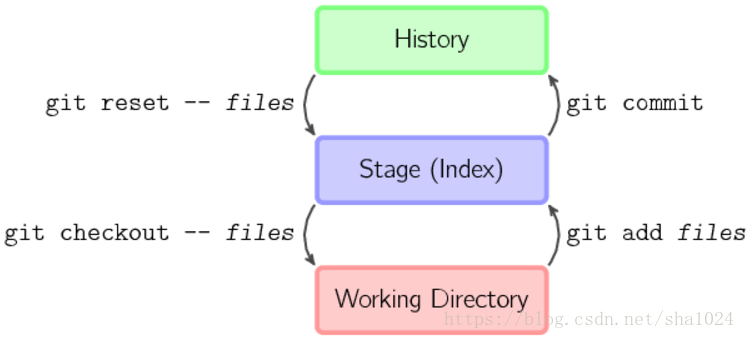 History
git reset -- files
git commit
Stage (Index)
git checkout -- files
git add files
Working Directory
https://blog.csdn.net/sha1024